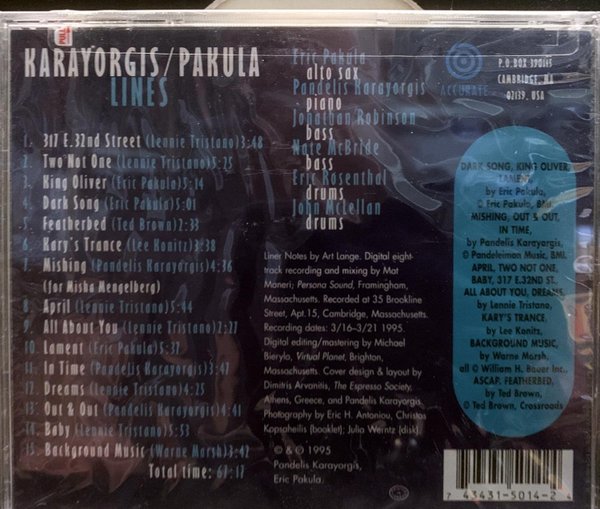 PULL
KARAYORGIS/PAKULA
LINES
1. 317 E.32nd Street (Lennie Tristano) 3:48
2. Two Not One (Lennie Tristano) 5:25
3. King Oliver (Eric Pakula) 5:14
4. Dark Song (Eric Pakula) 5:01
5. Featherbed (Ted Brown) 2:33
6. Kary's Trance (Lee Konitz) 3:38
7. Mishing (Pandelis Karayorgis) 4:36
(for Misha Mengelberg)
8. April (Lennie Tristano) 5:44
9. All About You (Lennie Tristano) 2:27
10. Lament (Eric Pakula) 5:37
11. In Time (Pandelis Karayorgis) 3:47
12. Dreams (Lennie Tristano) 4:25
13. Out & Out (Pandelis Karayorgis) 4:41
14. Baby (Lennie Tristano) 5:53
15. Background Music (Warne Marsh) 3:42
Total time: 67:17
Eric Pakula
alto sax
Pandelis Karayorgis
piano
Jonathan Robinson
bass
Nate McBride
bass
Eric Rosenthal
drums
John McLellan
drums
ACCURATE
P.O.BOX 390115
CAMBRIDGE, MA
02139, USA
Liner Notes by Art Lange. Digital eight-
track recording and mixing by Mat
Maneri; Persona Sound, Framingham,
Massachusetts. Recorded at 35 Brookline
Street, Apt.15, Cambridge, Massachusetts.
Recording dates: 3/16–3/21 1995.
Digital editing/mastering by Michael
Bieryla, Virtual Planet, Brighton,
Massachusetts. Cover design & layout by
Dimitris Arvanitis, The Espresso Society,
Athens, Greece, and Pandelis Karayorgis.
Photography by Eric H. Antoniou, Christos
Kapsahelis (booklet); Julia Werntz (disk).
℗ & © 1995
Pandelis Karayorgis,
Eric Pakula.
DARK SONG, KING OLIVER,
LAMENT,
by Eric Pakula,
© Eric Pakula, BMI.
MISHING, OUT & OUT,
IN TIME,
by Pandelis Karayorgis,
© Pandeleimon Music, BMI.
APRIL, TWO NOT ONE,
BABY, 317 E.32ND ST.,
ALL ABOUT YOU, DREAMS,
by Lennie Tristano,
KARY'S TRANCE,
by Lee Konitz,
BACKGROUND MUSIC,
by Warne Marsh,
all © William H. Bauer Inc.,
ASCAP, FEATHERBED,
by Ted Brown,
© Ted Brown, Crossroads
7 43431-5014-2 4